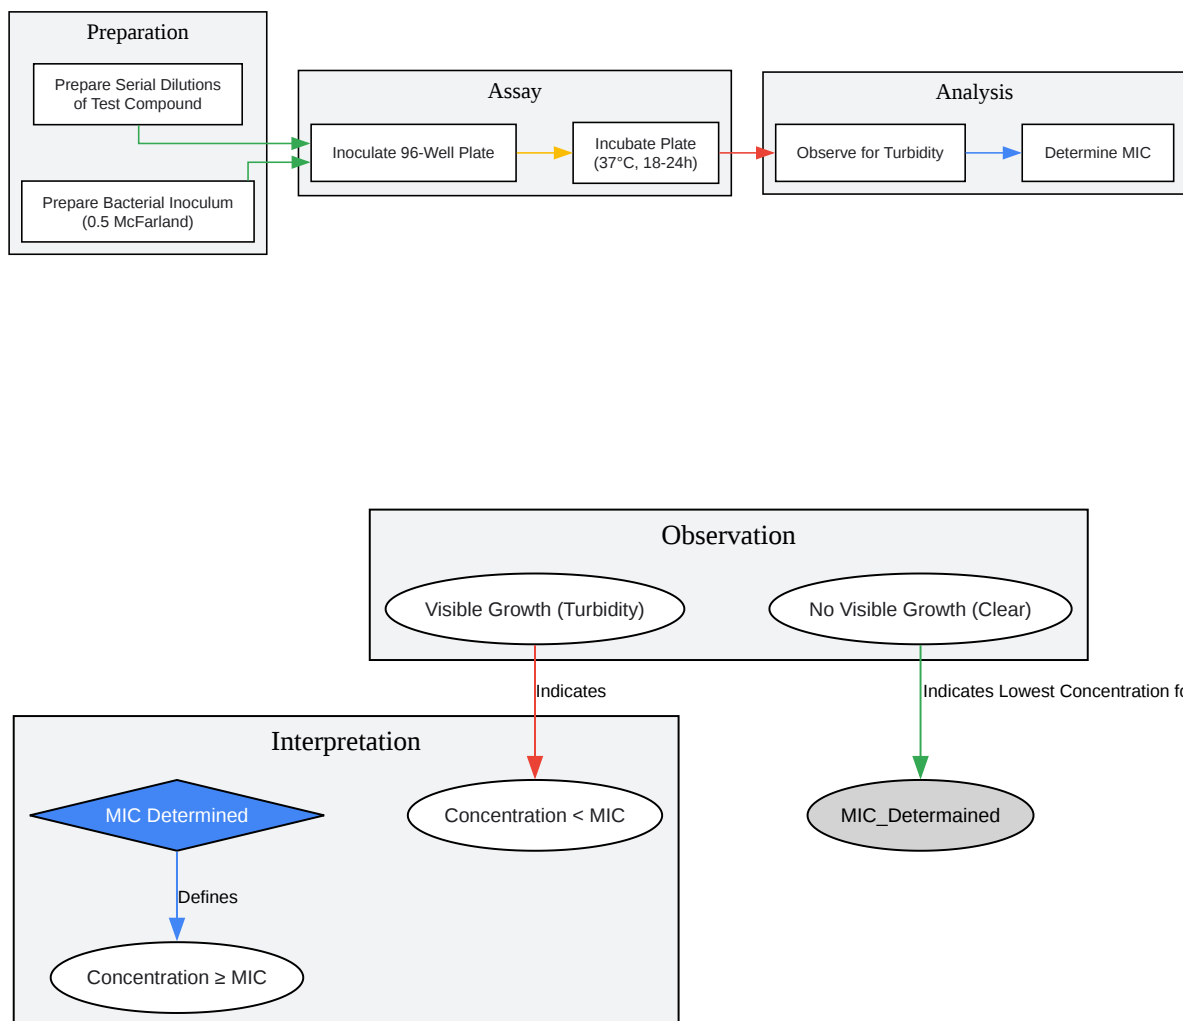 Preparation
Prepare Serial Dilutions
of Test Compound
Prepare Bacterial Inoculum
(0.5 McFarland)
Assay
Inoculate 96-Well Plate
Incubate Plate
(37°C, 18-24h)
Analysis
Observe for Turbidity
Determine MIC
Observation
Visible Growth (Turbidity)
No Visible Growth (Clear)
Indicates
Indicates Lowest Concentration
Interpretation
MIC Determined
Concentration < MIC
MIC_Determained
Defines
Concentration ≥ MIC